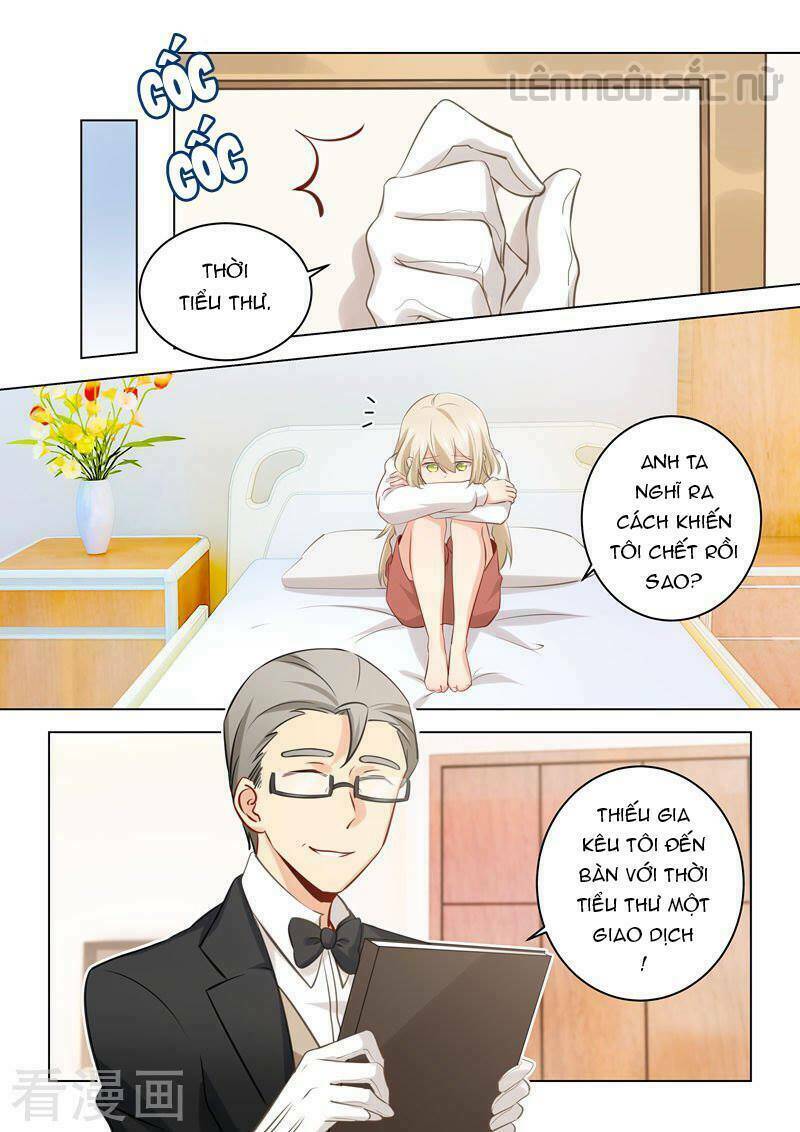 LÊN NGÔI SẮC NỮ
CỐC
CỐC
THỜI
TIỂU THƯ.
ANH TA
NGHĨ RA
CÁCH KHIẾN
TÔI CHẾT RỒI
SAO?
THIẾU GIA
KÊU TÔI ĐẾN
BÀN VỚI THỜI
TIỂU THƯ MỘT
GIAO DỊCH
!
看漫画